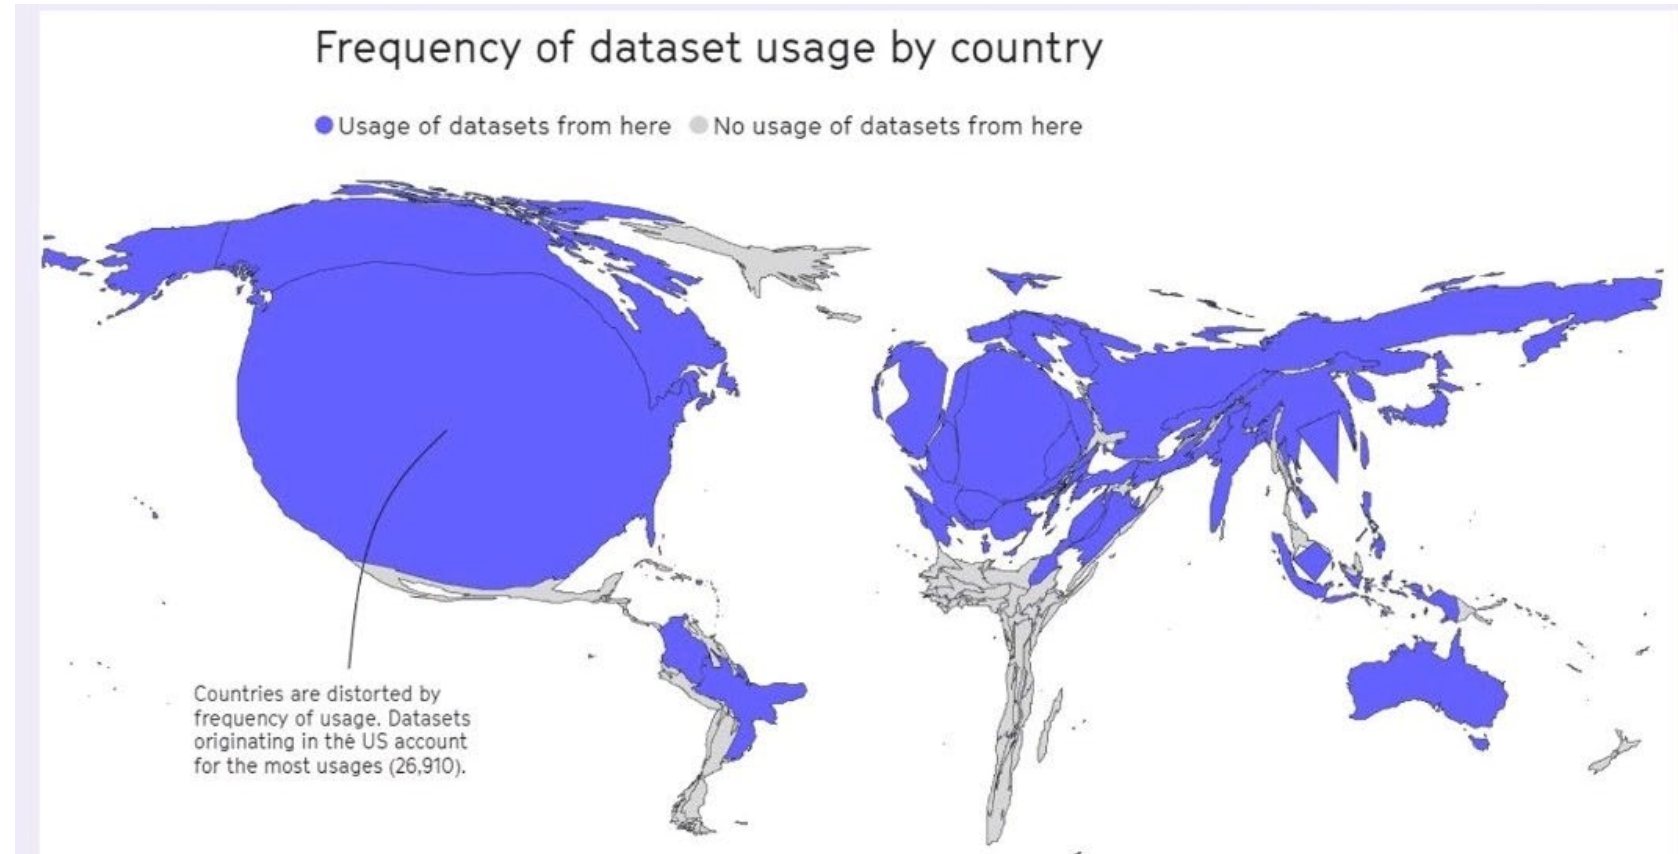 Frequency of dataset usage by country
Usage of datasets from here No usage of datasets from here
Countries are distorted by
frequency of usage. Datasets
originating in the US account
for the most usages (26,910).